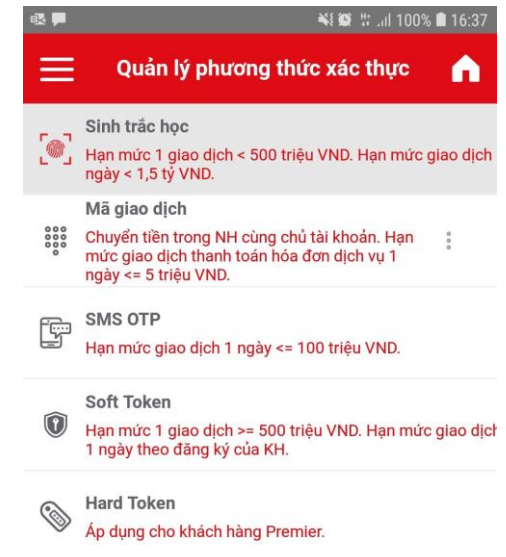 100% 16:37
Quản lý phương thức xác thực
Sinh trắc học
Hạn mức 1 giao dịch < 500 triệu VND. Hạn mức giao dịch
ngày < 1,5 tỷ VND.
Mã giao dịch
Chuyển tiền trong NH cùng chủ tài khoản. Hạn
mức giao dịch thanh toán hóa đơn dịch vụ 1
ngày <= 5 triệu VND.
SMS OTP
Hạn mức giao dịch 1 ngày <= 100 triệu VND.
Soft Token
Hạn mức 1 giao dịch >= 500 triệu VND. Hạn mức giao dịch
1 ngày theo đăng ký của KH.
Hard Token
Áp dụng cho khách hàng Premier.